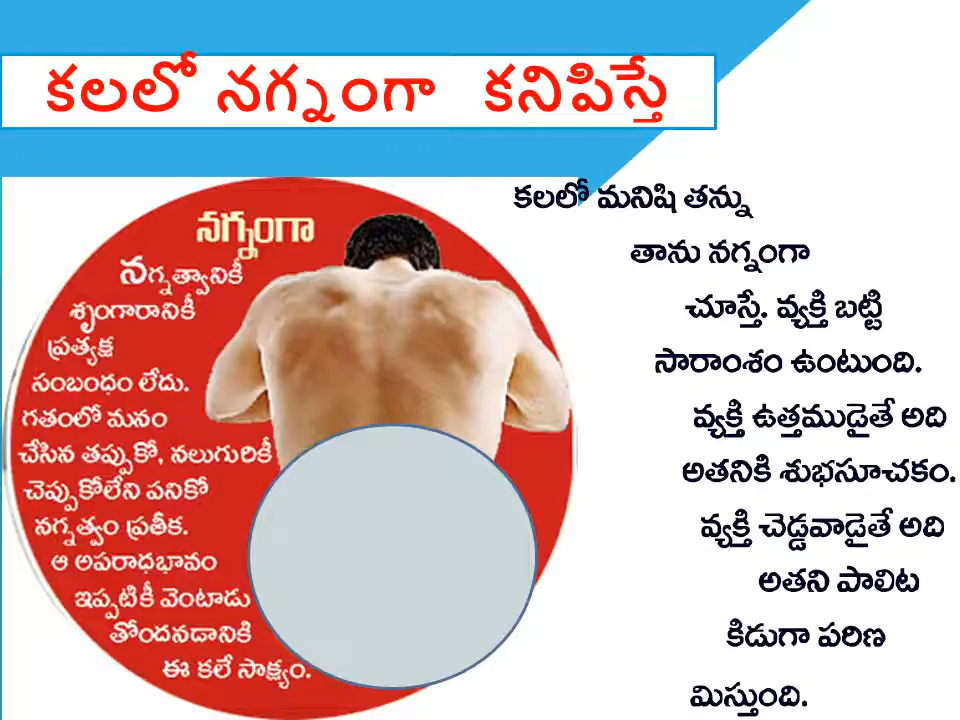 కలలో నగ్నంగా కనిపిస్తే
నగ్నంగా
నగ్నత్వానికీ
శృంగారానికీ
ప్రత్యక్ష
సంబంధం లేదు.
గతంలో మనం
చేసిన తప్పుకో, నలుగురికీ
చెప్పుకోలేని పనికో
నగ్నత్వం ప్రతీక.
ఆ అపరాధభావం
ఇప్పటికీ వెంటాడు
తోందనడానికి
ఈ కలే సాక్ష్యం.
కలలో మనిషి తన్ను
తాను నగ్నంగా
చూస్తే. వ్యక్తి బట్టి
సారాంశం ఉంటుంది.
వ్యక్తి ఉత్తముడైతే అది
అతనికి శుభసూచకం.
వ్యక్తి చెడ్డవాడైతే అది
అతని పాలిట
కిడుగా పరిణ
మిస్తుంది.